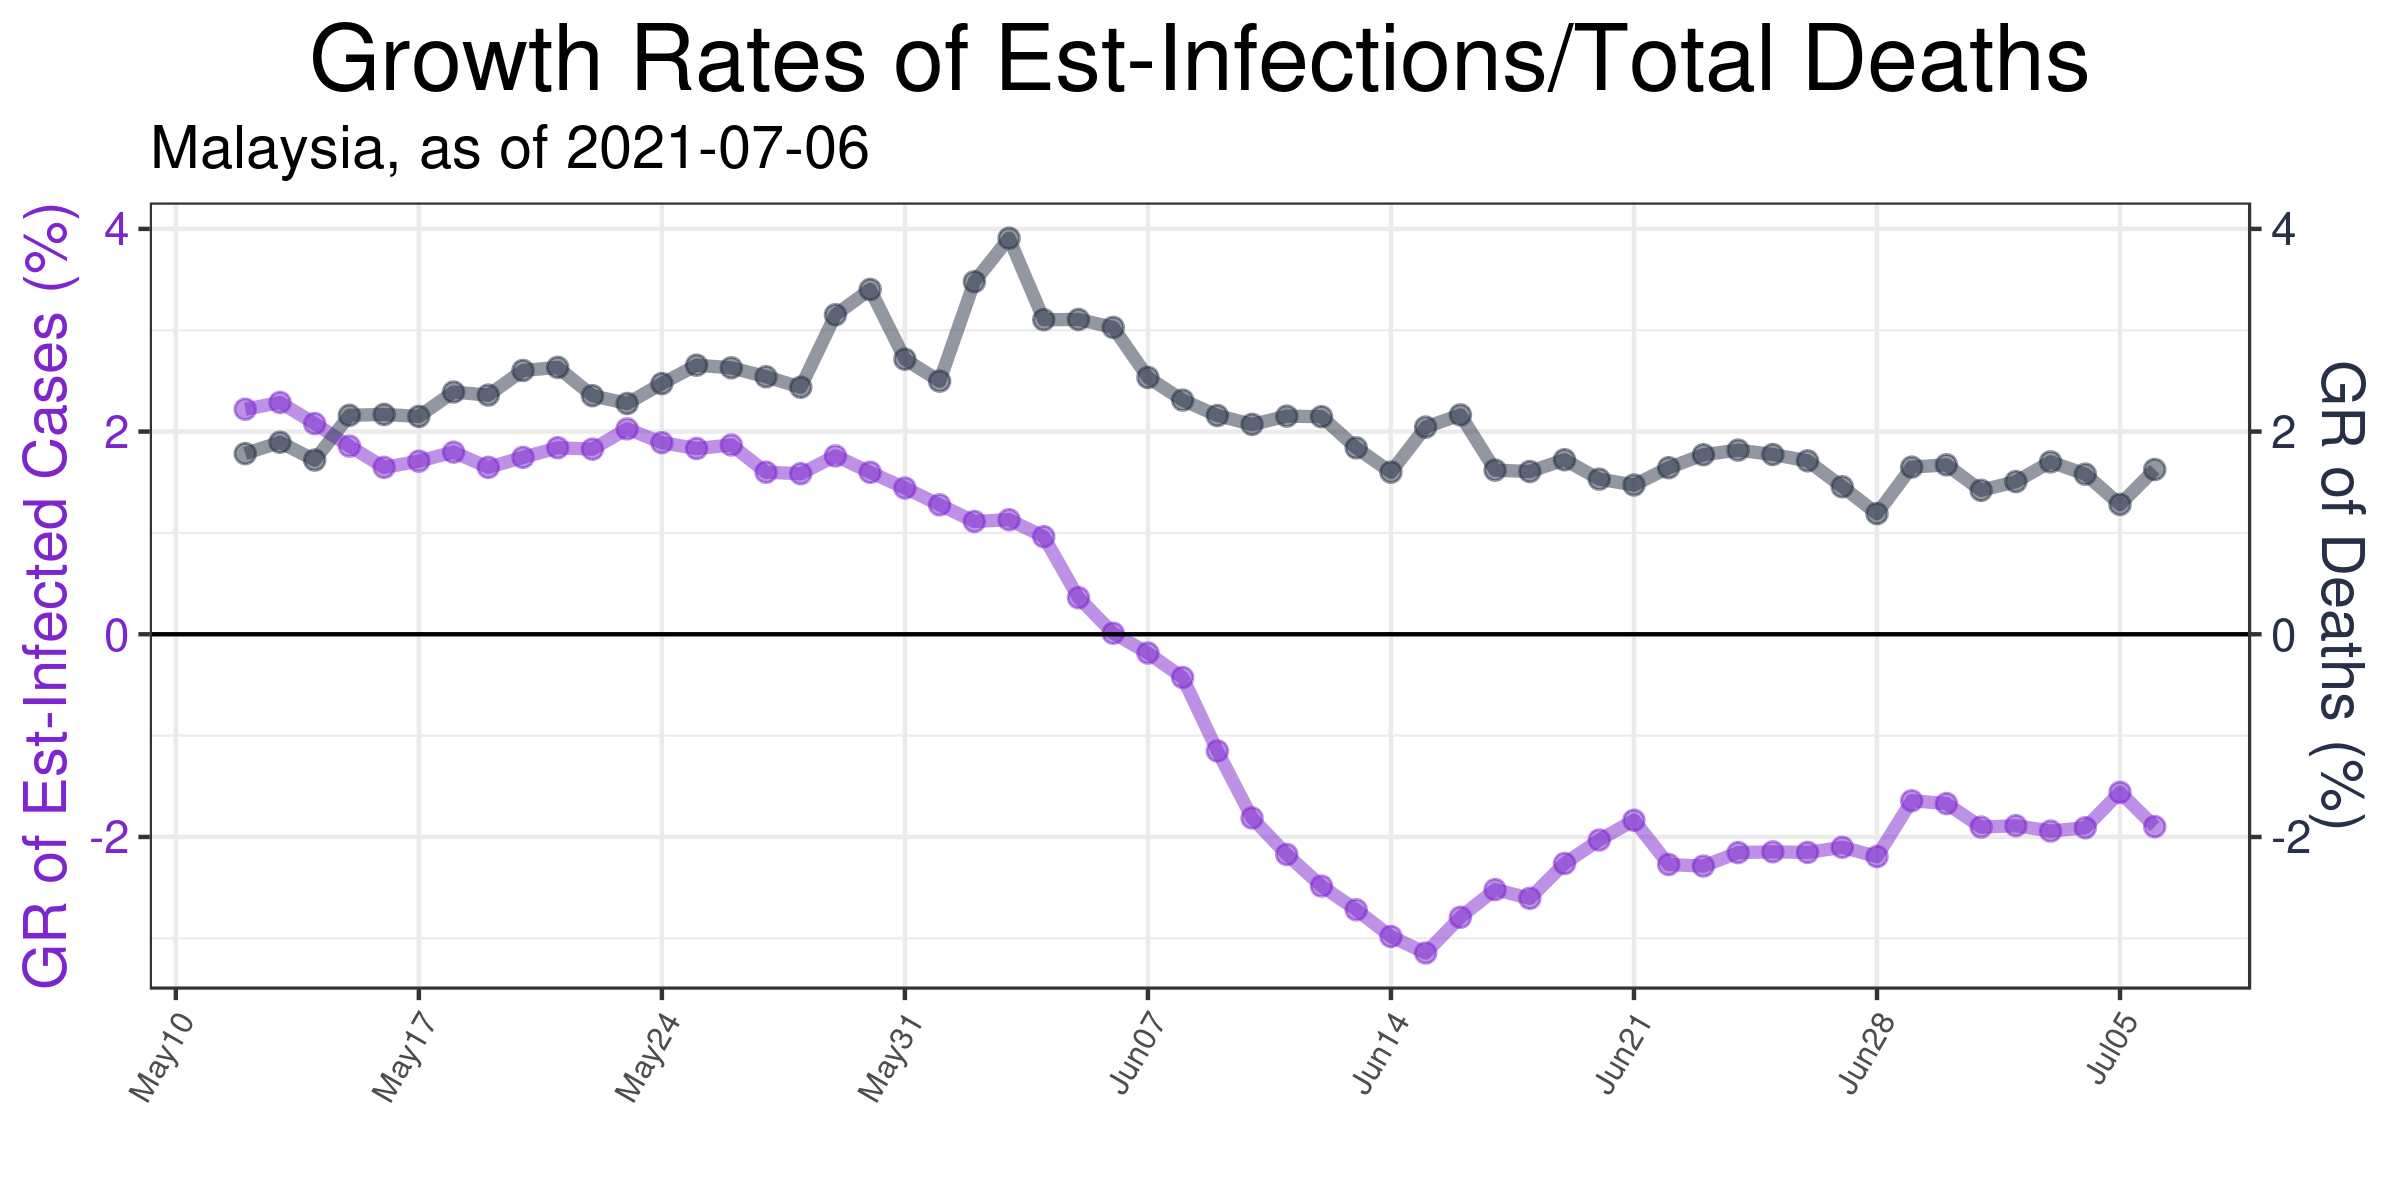 Growth Rates of Est-Infections/Total Deaths
Malaysia, as of 2021-07-06
GR of Est-Infected Cases (%)
4
2
0
-2
4
2
0
-2
GR of Deaths (%)
May10
May17
May24
May31
Jun07
Jun14
Jun21
Jun28
Jul05